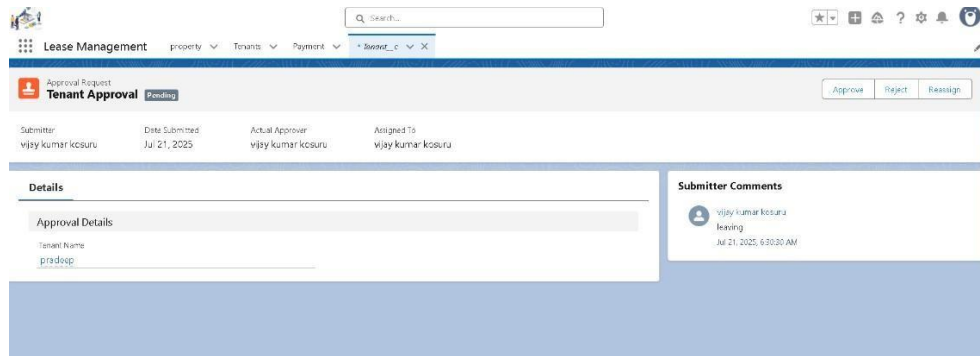 Search...
Lease Management property Tenants Payment * Tenant__c
Approval Request
Tenant Approval Pending
Approve Reject Reassign
Submitter Date Submitted Actual Approver Assigned To
vijay kumar kosuru Jul 21, 2025 vijay kumar kosuru vijay kumar kosuru
Details
Approval Details
Tenant Name
pradeep
Submitter Comments
vijay kumar kosuru
leaving
Jul 21, 2025, 6:30:30 AM